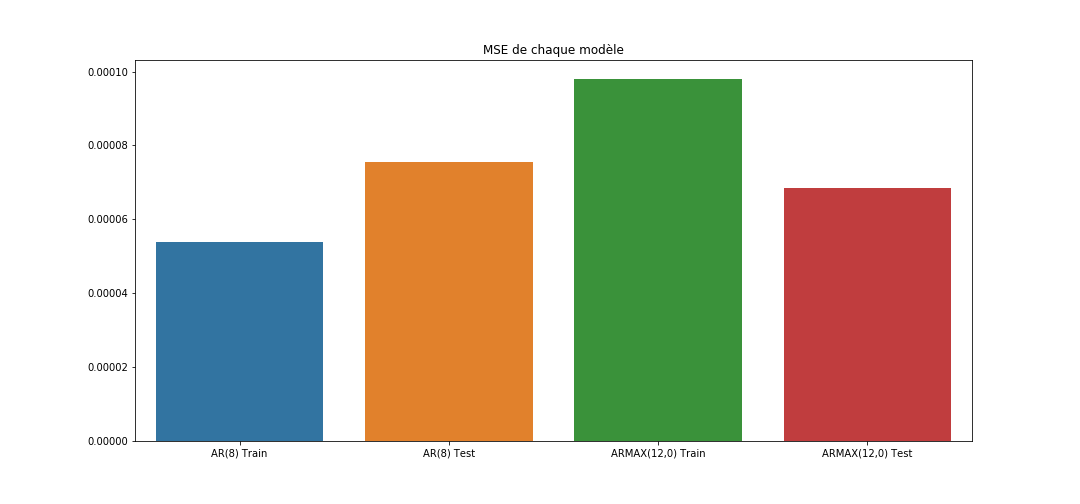 MSE de chaque modèle
0.00010
0.00008
0.00006
0.00004
0.00002
0.00000
AR(8) Train
AR(8) Test
ARMAX(12,0) Train
ARMAX(12,0) Test